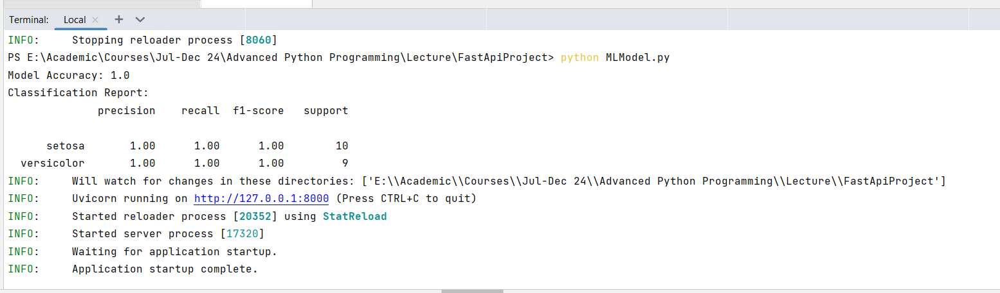 Terminal: Local
INFO:     Stopping reloader process [8060]
PS E:\Academic\Courses\Jul-Dec 24\Advanced Python Programming\Lecture\FastApiProject> python MLModel.py
Model Accuracy: 1.0
Classification Report:
              precision    recall  f1-score   support
      setosa       1.00      1.00      1.00        10
  versicolor       1.00      1.00      1.00         9
INFO:     Will watch for changes in these directories: ['E:\\Academic\\Courses\\Jul-Dec 24\\Advanced Python Programming\\Lecture\\FastApiProject']
INFO:     Uvicorn running on http://127.0.0.1:8000 (Press CTRL+C to quit)
INFO:     Started reloader process [20352] using StatReload
INFO:     Started server process [17320]
INFO:     Waiting for application startup.
INFO:     Application startup complete.